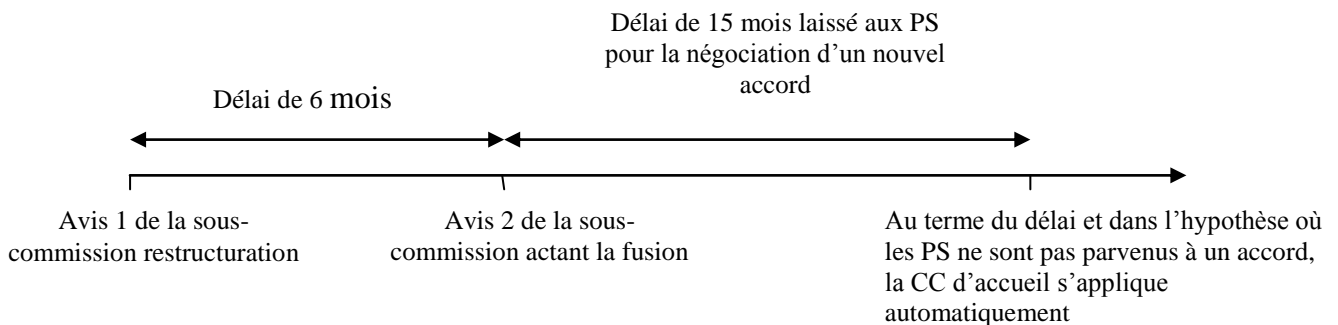 Délai de 15 mois laissé aux PS
pour la négociation d'un nouvel
accord
Délai de 6 mois
Avis 1 de la sous-
commission restructuration
Avis 2 de la sous-
commission actant la fusion
Au terme du délai et dans l'hypothèse où
les PS ne sont pas parvenus à un accord,
la CC d'accueil s'applique
automatiquement